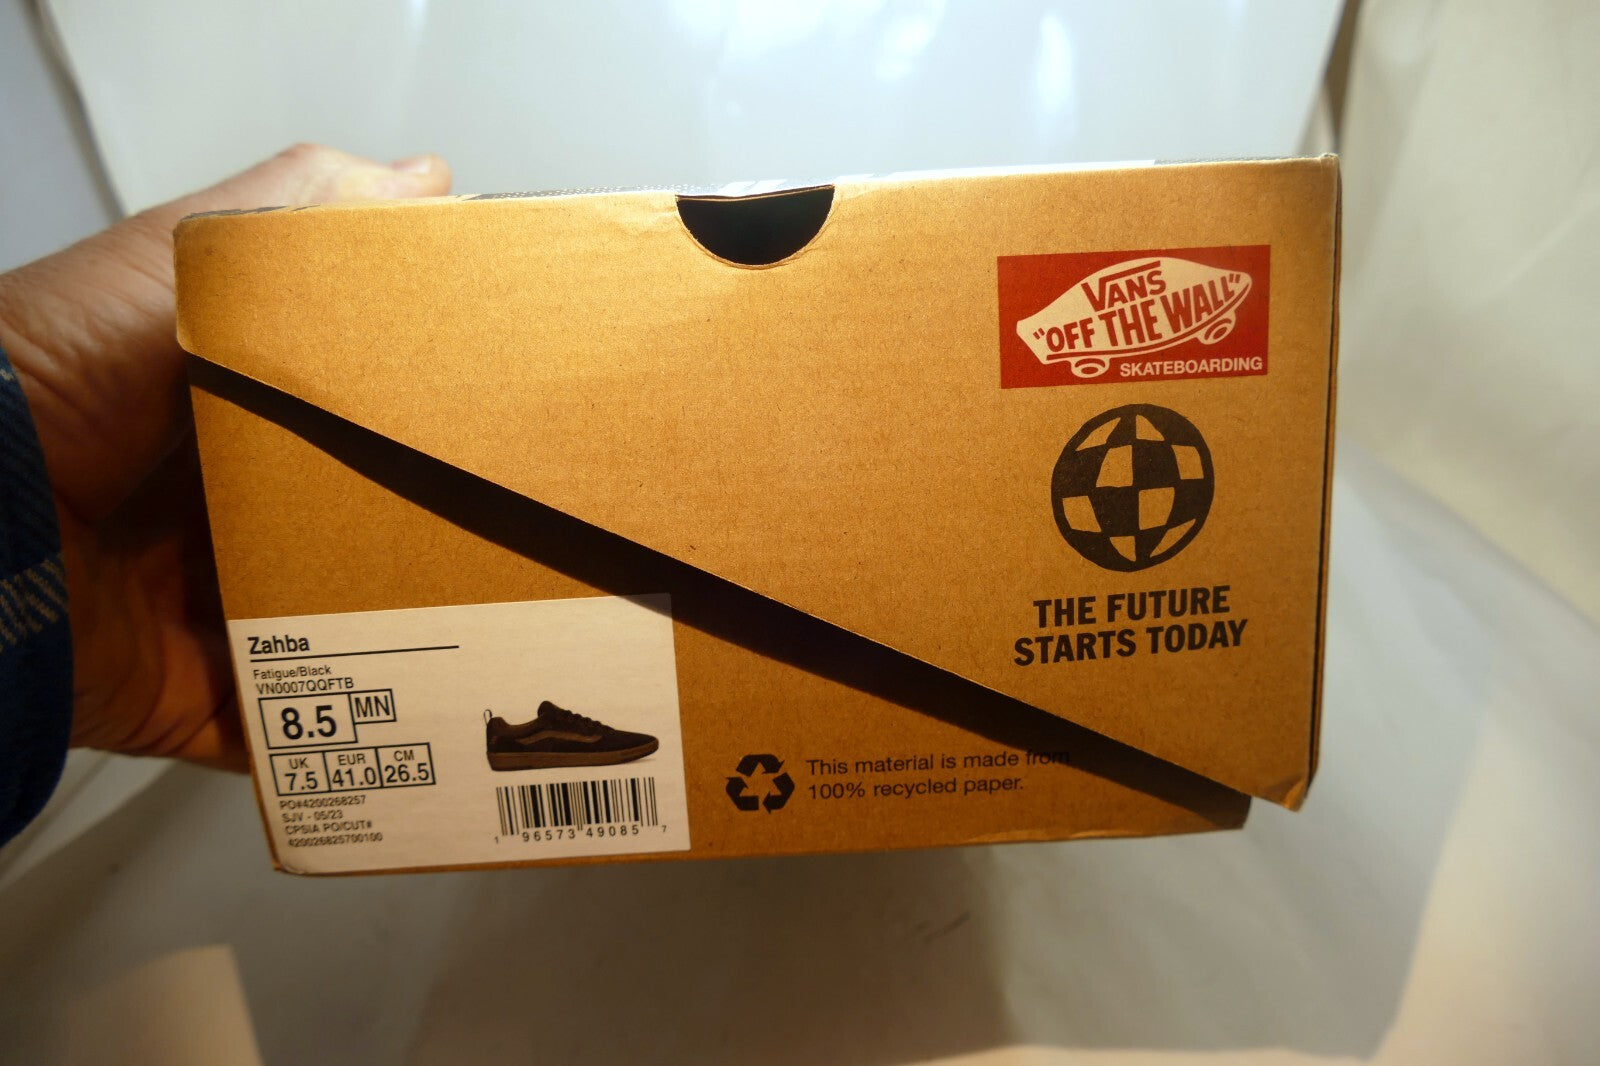 VANS
"OFF THE WALL"
SKATEBOARDING
THE FUTURE
STARTS TODAY
Zahba
Fatigue/Black
VN0007QQFTB
8.5 MN
UK EUR CM
7.5 41.0 26.5
PO#4200268257
SJV - 05/23
CPSIA PO/CUT#
420026825700100
1 96573 49085 7
This material is made from
100% recycled paper.